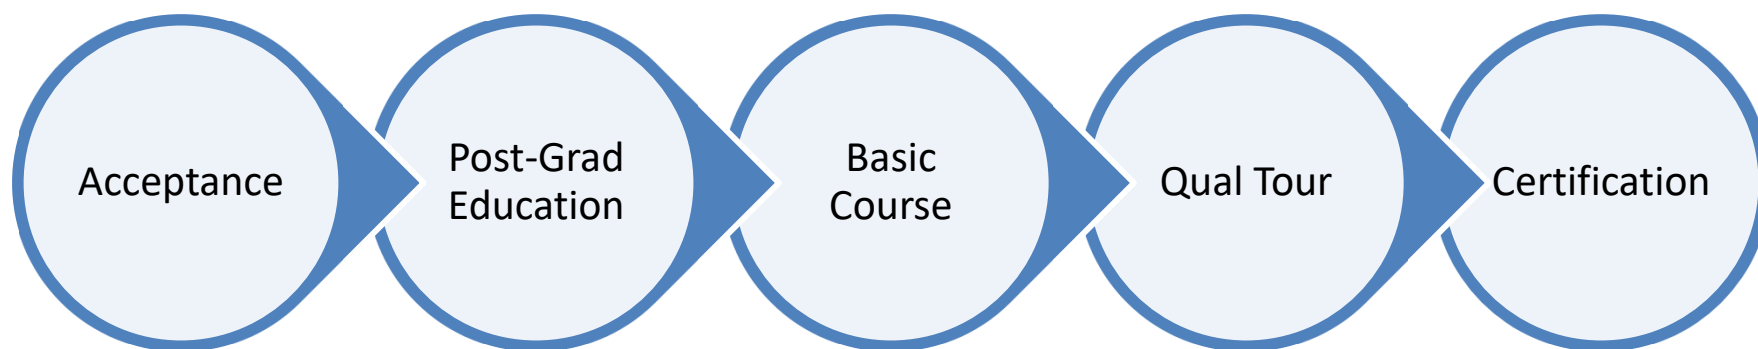 Acceptance
Post-Grad
Education
Basic
Course
Qual Tour
Certification